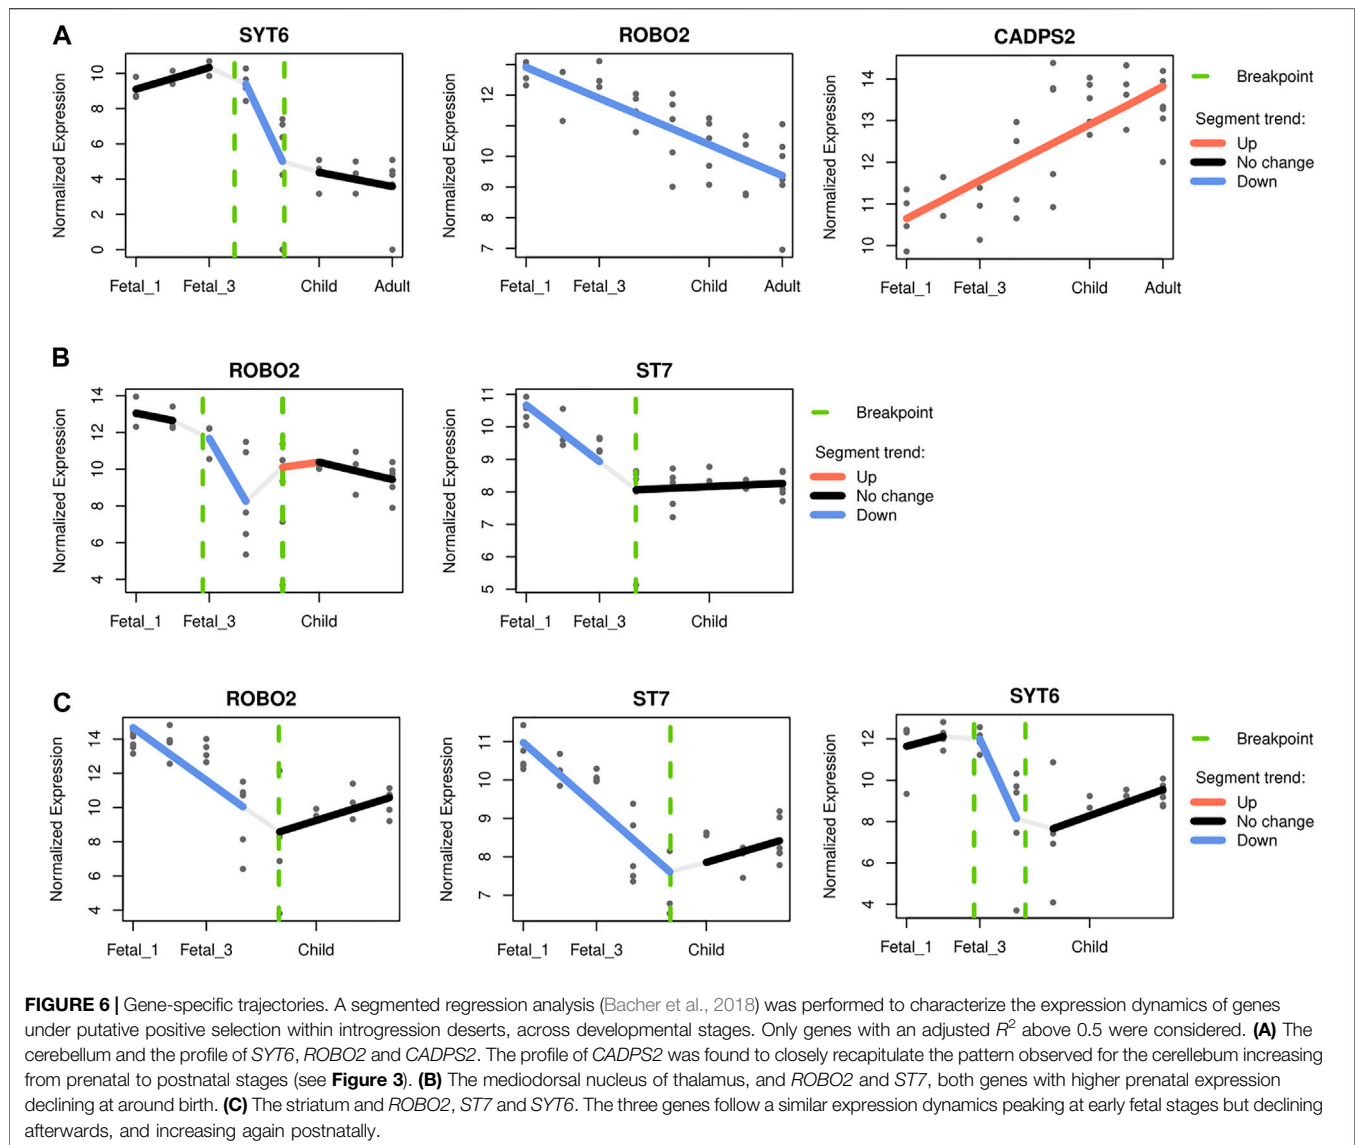 A
SYT6
ROBO2
CADPS2
Normalized Expression
10
8
6
4
2
0
Fetal_1
Fetal_3
Child
Adult
Normalized Expression
12
10
9
7
Fetal_1
Fetal_3
Child
Adult
Normalized Expression
14
13
12
11
10
Fetal_1
Fetal_3
Child
Adult
Breakpoint
Segment trend:
Up
No change
Down
B
ROBO2
ST7
Normalized Expression
14
12
10
8
6
4
Fetal_1
Fetal_3
Child
Normalized Expression
11
10
9
8
7
6
5
Fetal_1
Fetal_3
Child
Breakpoint
Segment trend:
Up
No change
Down
C
ROBO2
ST7
SYT6
Normalized Expression
14
12
10
8
6
4
Fetal_1
Fetal_3
Child
Normalized Expression
11
10
9
8
7
Fetal_1
Fetal_3
Child
Normalized Expression
12
10
8
6
4
Fetal_1
Fetal_3
Child
Breakpoint
Segment trend:
Up
No change
Down
FIGURE 6 | Gene-specific trajectories. A segmented regression analysis (Bacher et al., 2018) was performed to characterize the expression dynamics of genes
under putative positive selection within introgression deserts, across developmental stages. Only genes with an adjusted R² above 0.5 were considered. (A) The
cerebellum and the profile of SYT6, ROBO2 and CADPS2. The profile of CADPS2 was found to closely recapitulate the pattern observed for the cerellebum increasing
from prenatal to postnatal stages (see Figure 3). (B) The mediodorsal nucleus of thalamus, and ROBO2 and ST7, both genes with higher prenatal expression
declining at around birth. (C) The striatum and ROBO2, ST7 and SYT6. The three genes follow a similar expression dynamics peaking at early fetal stages but declining
afterwards, and increasing again postnatally.